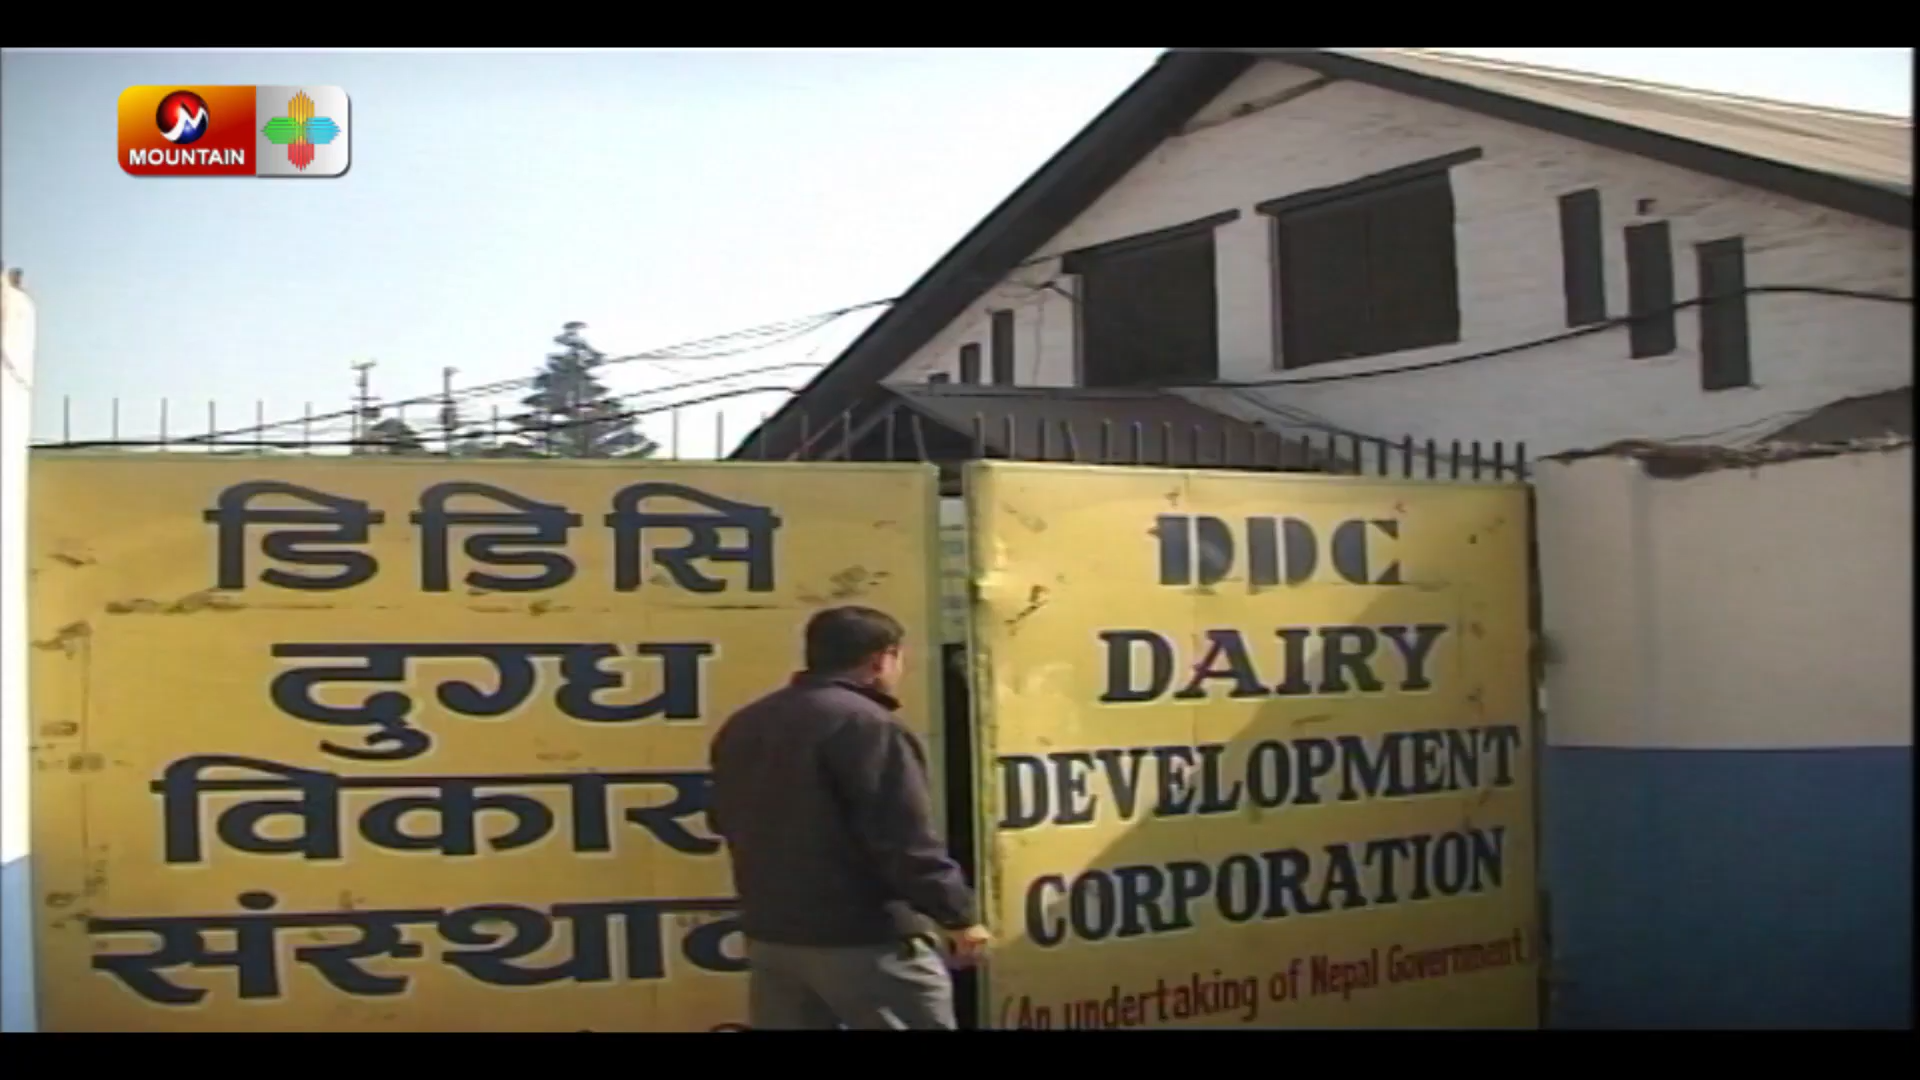 MOUNTAIN
डि डि सि
दुग्ध
विकास
DDC
DAIRY
DEVELOPMENT
CORPORATION
(An undertaking of Nepal Government)